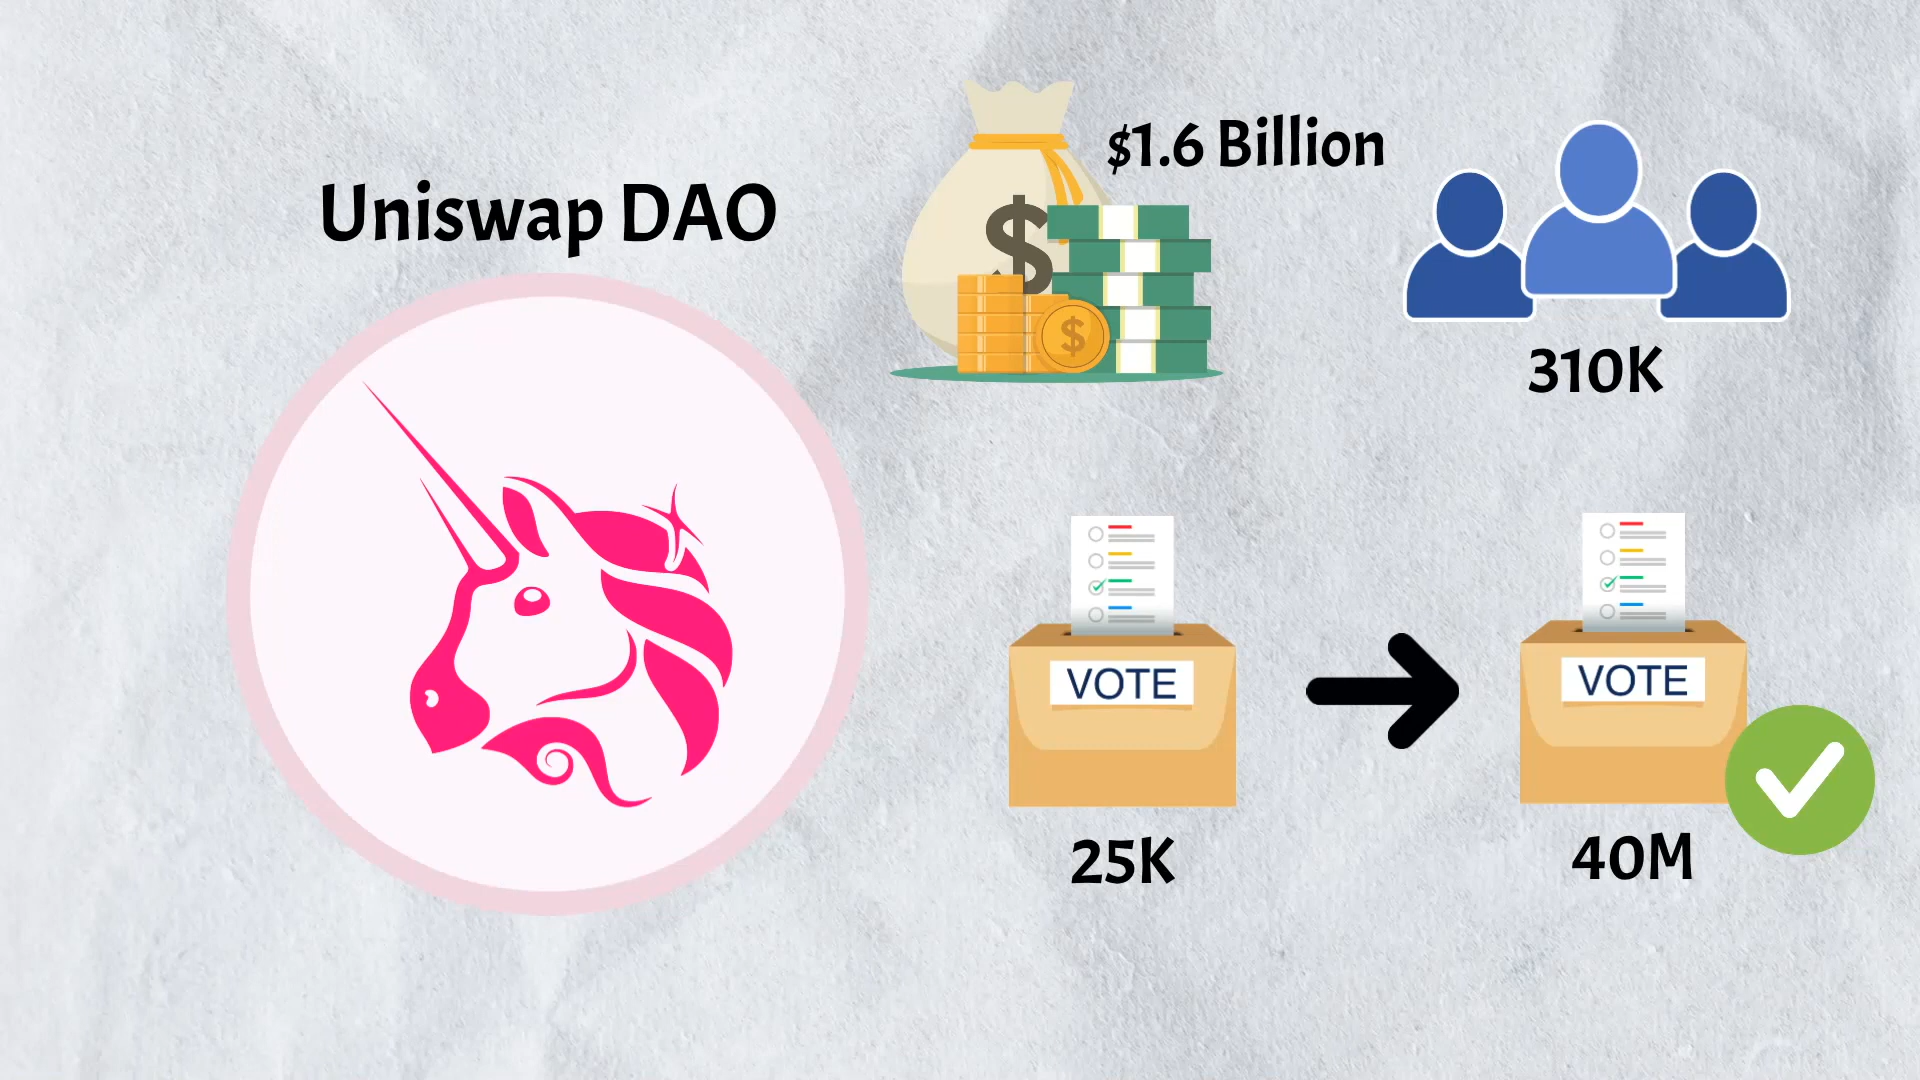 Uniswap DAO
$1.6 Billion
310K
VOTE
VOTE
25K
40M